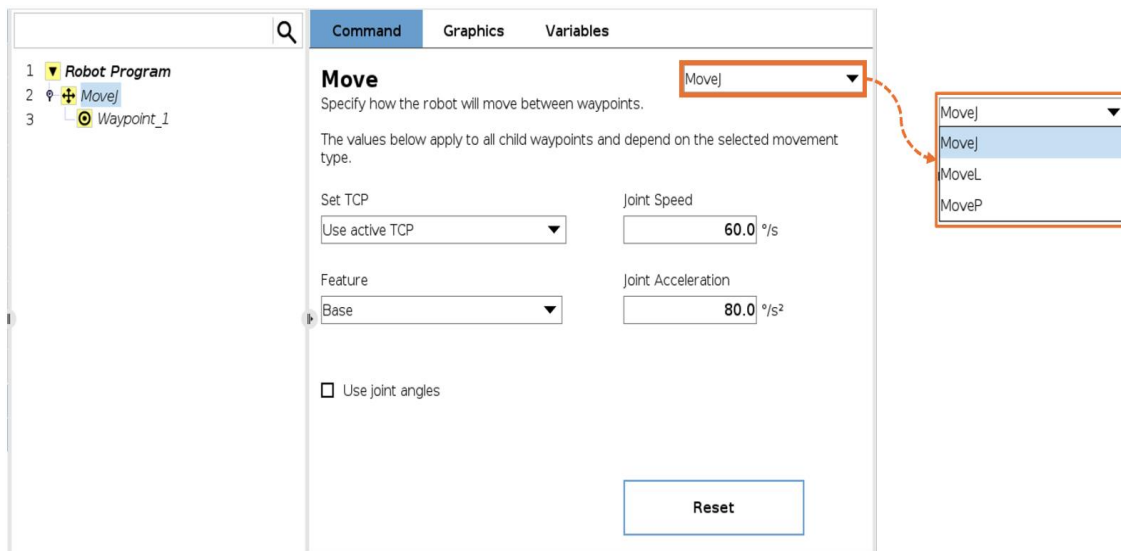 Command Graphics Variables
1 Robot Program
2 MoveJ
3 Waypoint_1
Move
MoveJ
Specify how the robot will move between waypoints.
The values below apply to all child waypoints and depend on the selected movement
type.
Set TCP
Joint Speed
Use active TCP
60.0 °/s
Feature
Joint Acceleration
Base
80.0 °/s²
Use joint angles
Reset
MoveJ
MoveJ
MoveL
MoveP